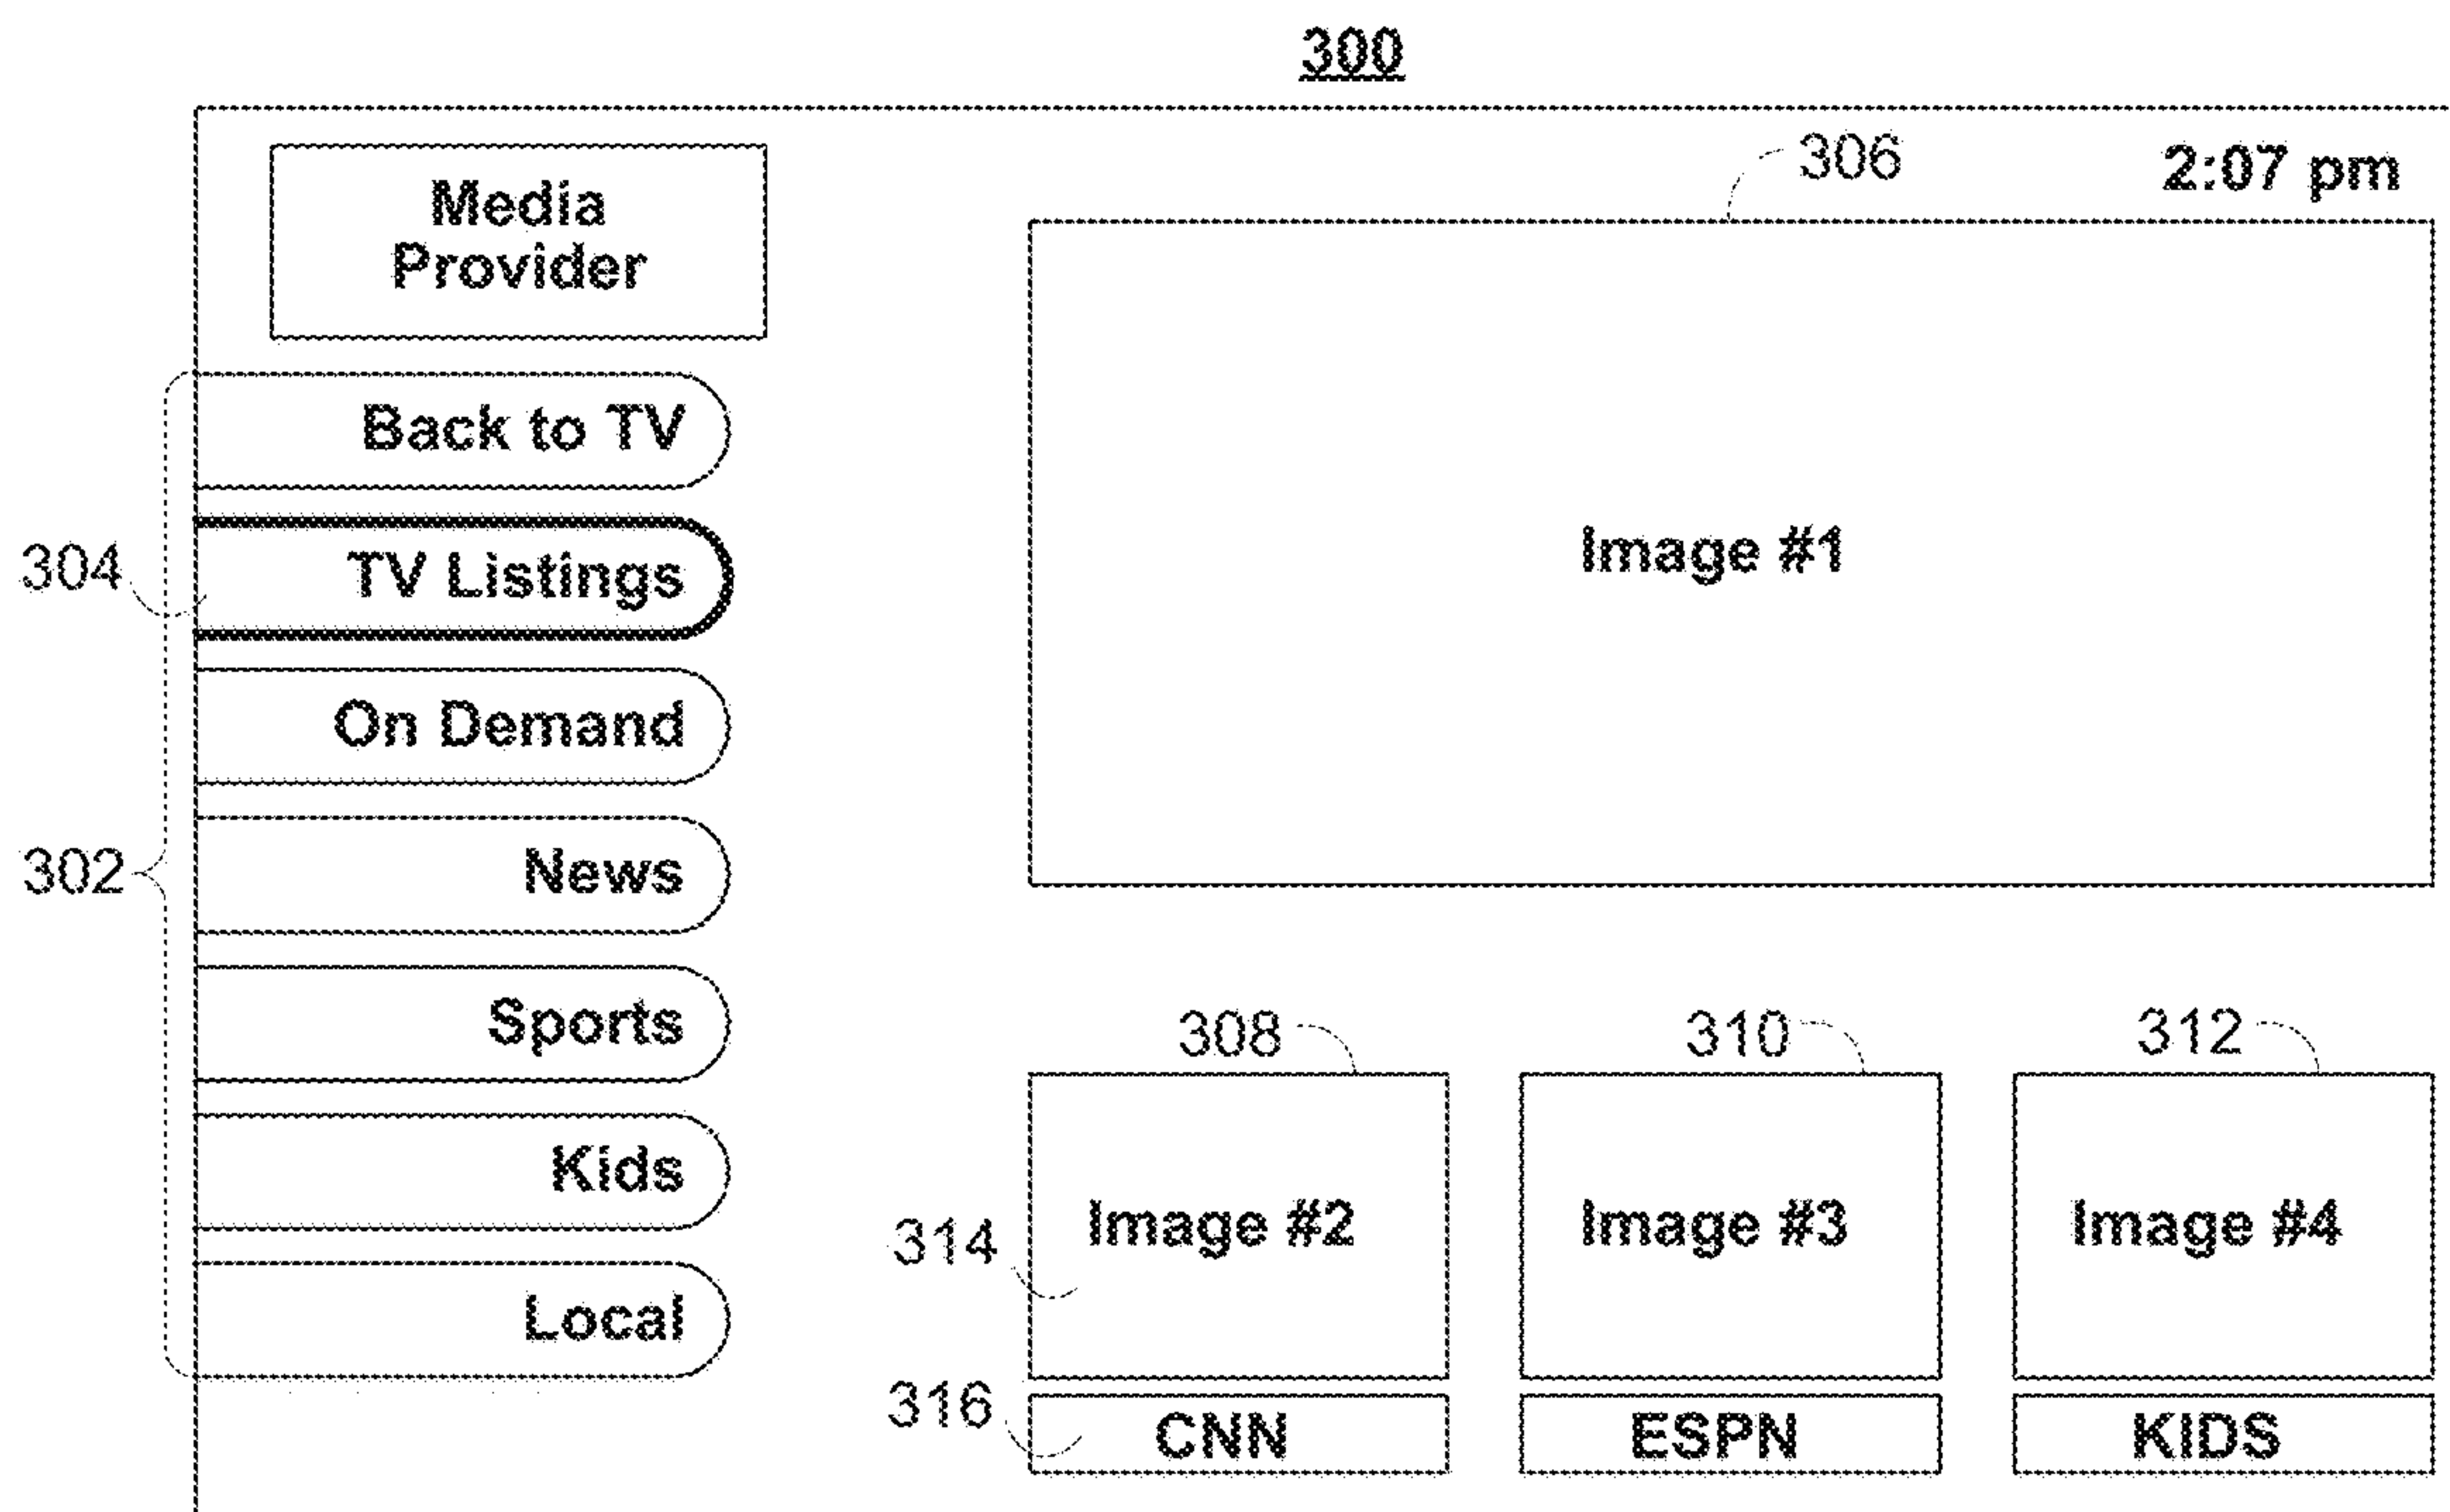 300
306
2:07 pm
Media
Provider
Back to TV
304
TV Listings
On Demand
302
News
Sports
Kids
Local
Image #1
308
310
312
314
Image #2
Image #3
Image #4
316
CNN
ESPN
KIDS